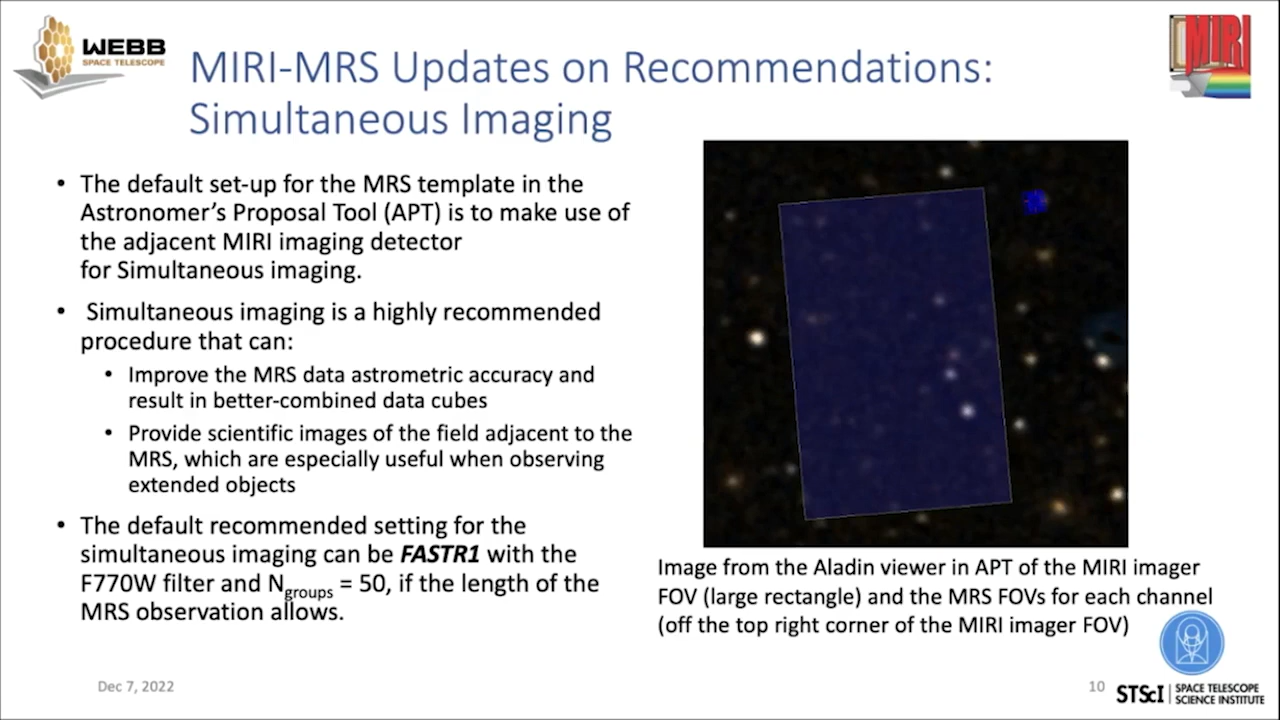 WEBB
SPACE TELESCOPE
MIRI
MIRI-MRS Updates on Recommendations:
Simultaneous Imaging
• The default set-up for the MRS template in the
Astronomer's Proposal Tool (APT) is to make use of
the adjacent MIRI imaging detector
for Simultaneous imaging.
• Simultaneous imaging is a highly recommended
procedure that can:
• Improve the MRS data astrometric accuracy and
result in better-combined data cubes
• Provide scientific images of the field adjacent to the
MRS, which are especially useful when observing
extended objects
• The default recommended setting for the
simultaneous imaging can be FASTR1 with the
F770W filter and Ngroups = 50, if the length of the
MRS observation allows.
Image from the Aladin viewer in APT of the MIRI imager
FOV (large rectangle) and the MRS FOVs for each channel
(off the top right corner of the MIRI imager FOV)
Dec 7, 2022
10
STScI | SPACE TELESCOPE
SCIENCE INSTITUTE